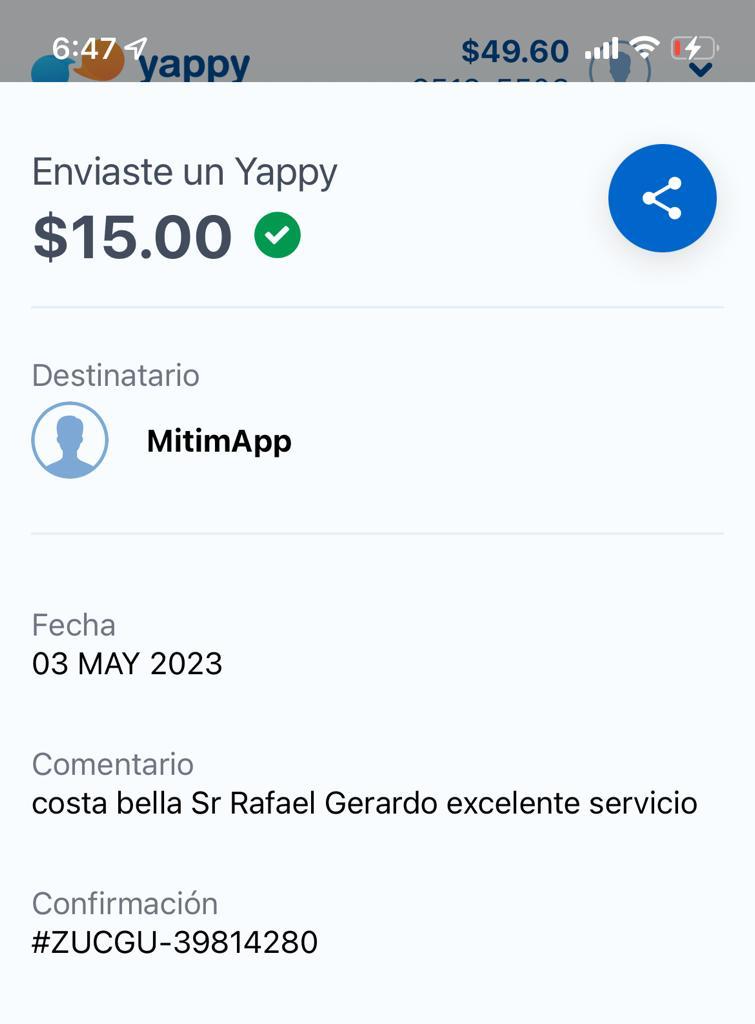 6:47
yappy
$49.60
Enviaste un Yappy
$15.00
Destinatario
MitimApp
Fecha
03 MAY 2023
Comentario
costa bella Sr Rafael Gerardo excelente servicio
Confirmación
#ZUCGU-39814280